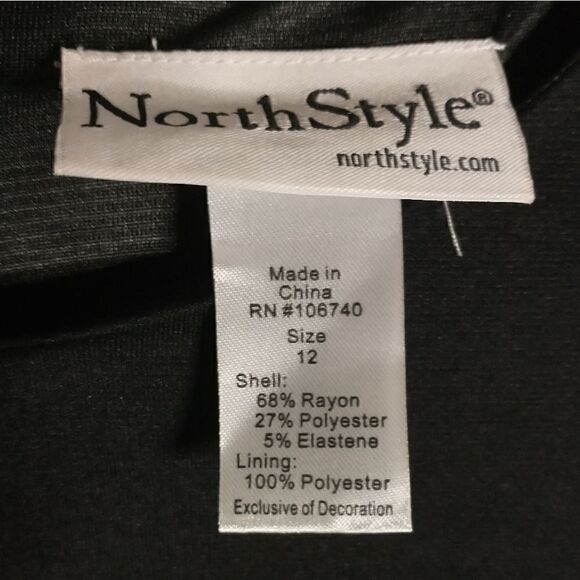 NorthStyle®
northstyle.com
Made in
China
RN #106740
Size
12
Shell:
68% Rayon
27% Polyester
5% Elastene
Lining:
100% Polyester
Exclusive of Decoration